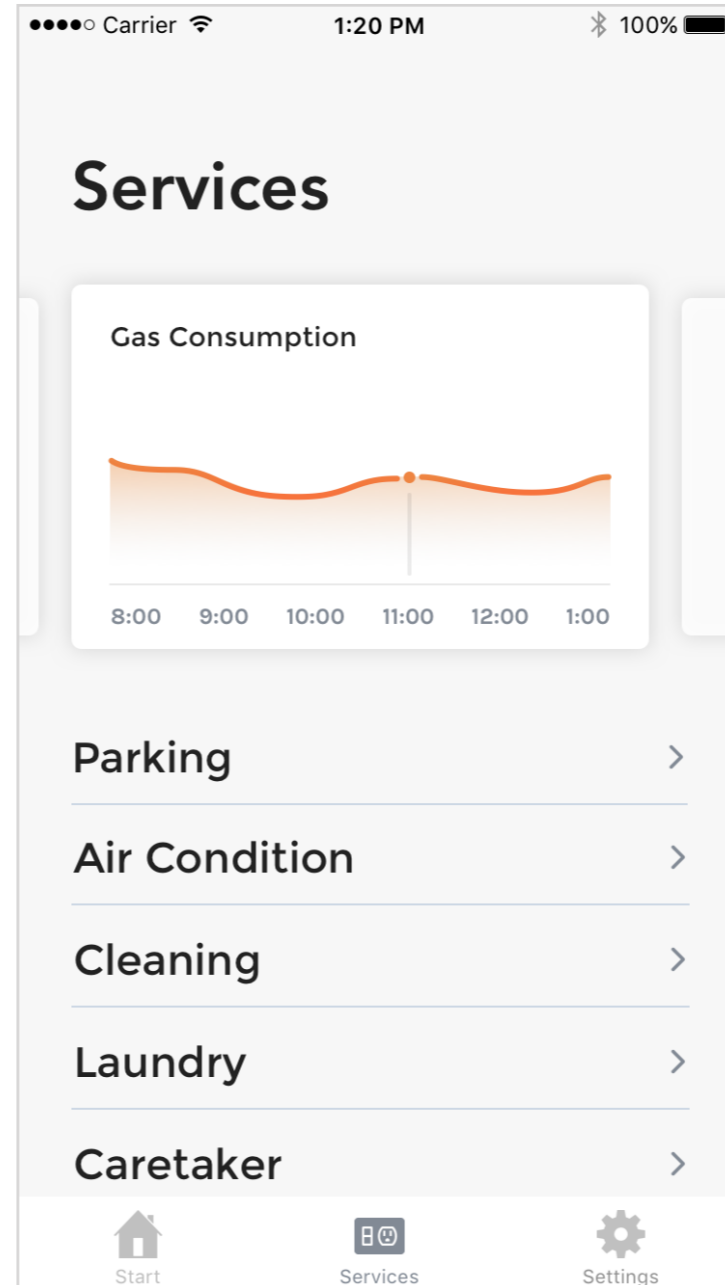 Carrier 1:20 PM 100%
Services
Gas Consumption
8:00 9:00 10:00 11:00 12:00 1:00
Parking
Air Condition
Cleaning
Laundry
Caretaker
Start Services Settings